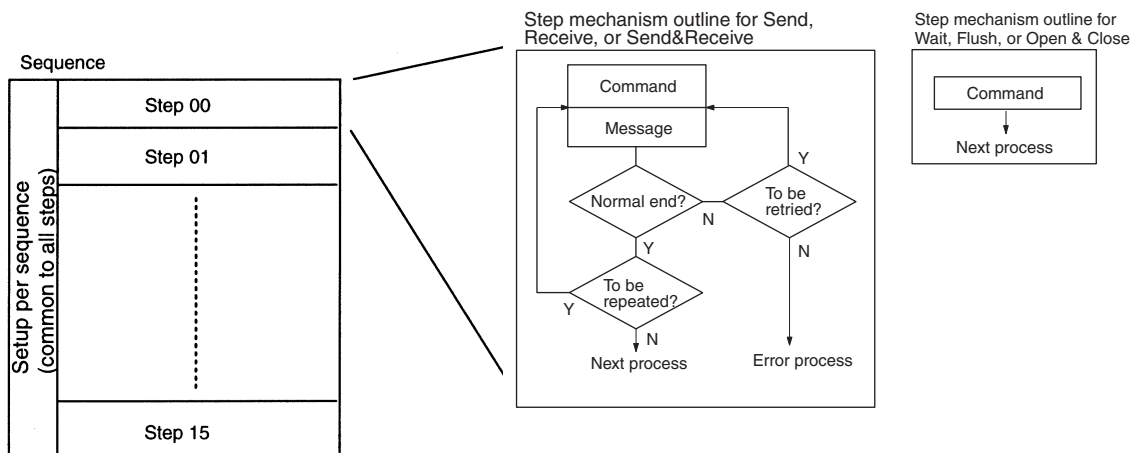 Sequence
Step 00
Step 01
Step 15
Setup per sequence
(common to all steps)
Step mechanism outline for Send,
Receive, or Send&Receive
Command
Message
Normal end?
N
Y
To be
retried?
Y
N
To be
repeated?
Y
N
Next process
Error process
Step mechanism outline for
Wait, Flush, or Open & Close
Command
Next process